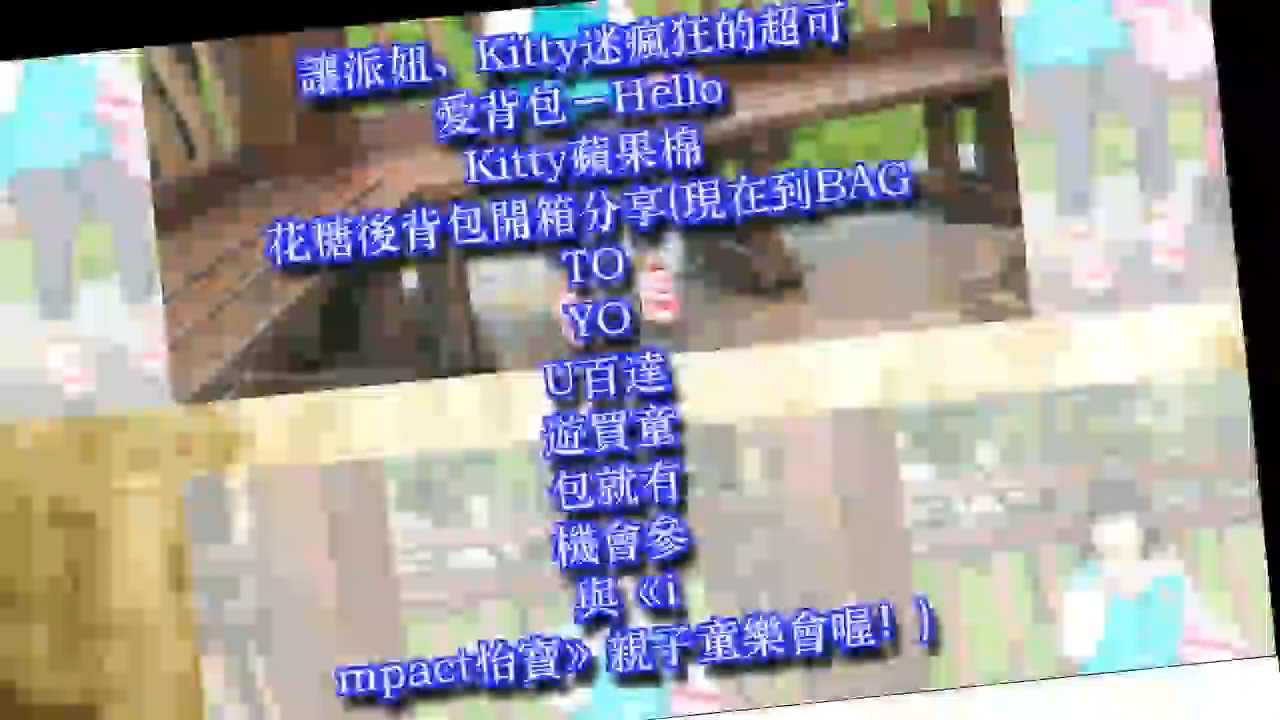 讓派妞、Kitty迷瘋狂的超可
愛背包－Hello
Kitty蘋果棉
花糖後背包開箱分享(現在到BAG
TO
YO
U百達
遊買童
包就有
機會參
與《i
mpact怡寶》親子童樂會喔！)